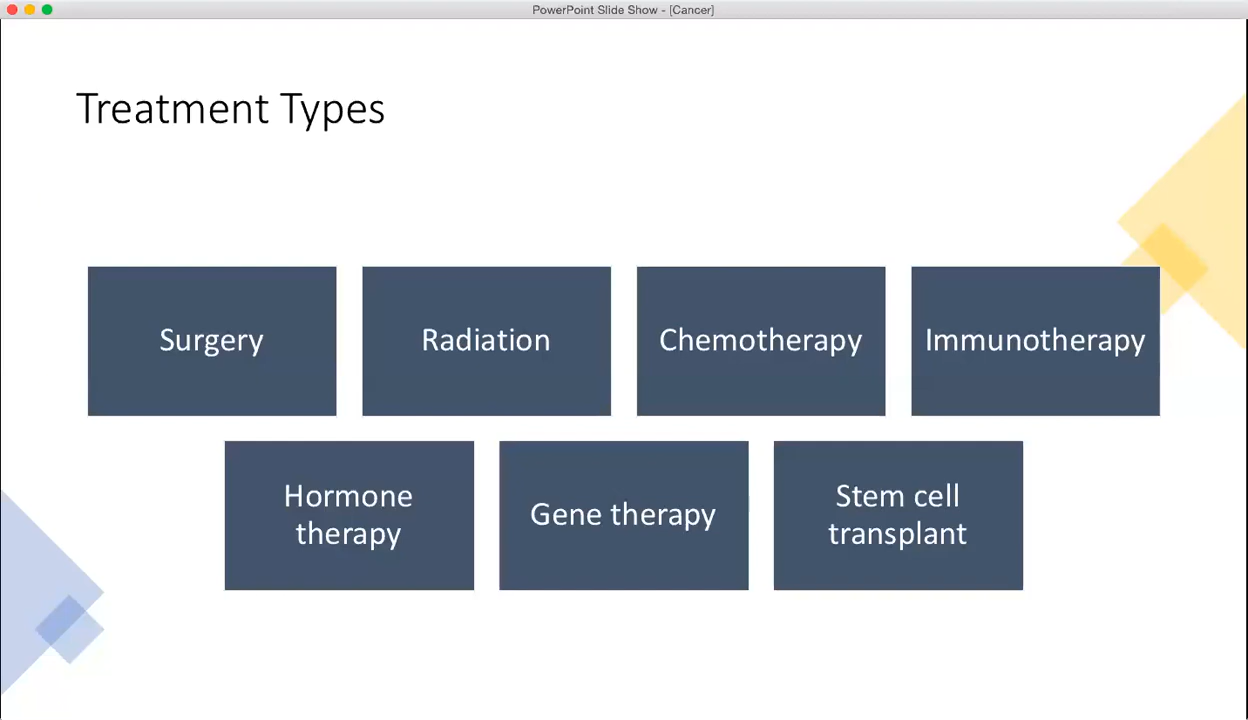 PowerPoint Slide Show - [Cancer]
Treatment Types
Surgery
Radiation
Chemotherapy
Immunotherapy
Hormone
therapy
Gene therapy
Stem cell
transplant